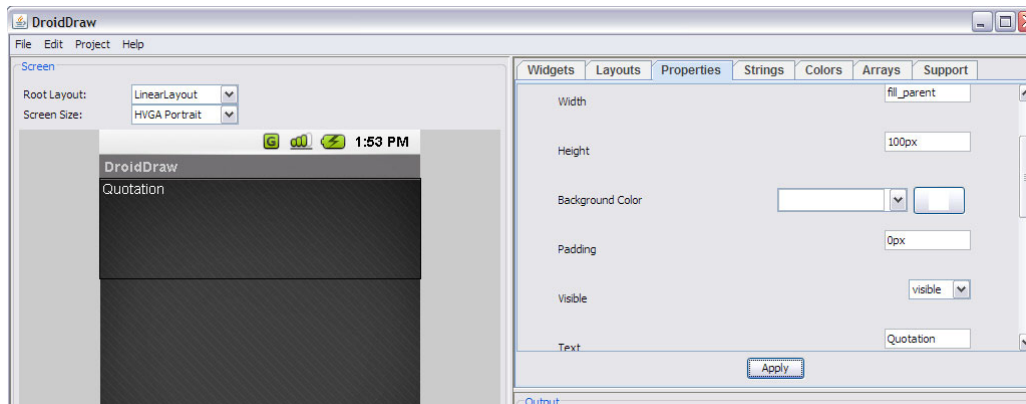 DroidDraw
File Edit Project Help
Screen
Root Layout: LinearLayout
Screen Size: HVGA Portrait
G 1:53 PM
DroidDraw
Quotation
Widgets Layouts Properties Strings Colors Arrays Support
Width fill_parent
Height 100px
Background Color
Padding 0px
Visible visible
Text Quotation
Apply
Output